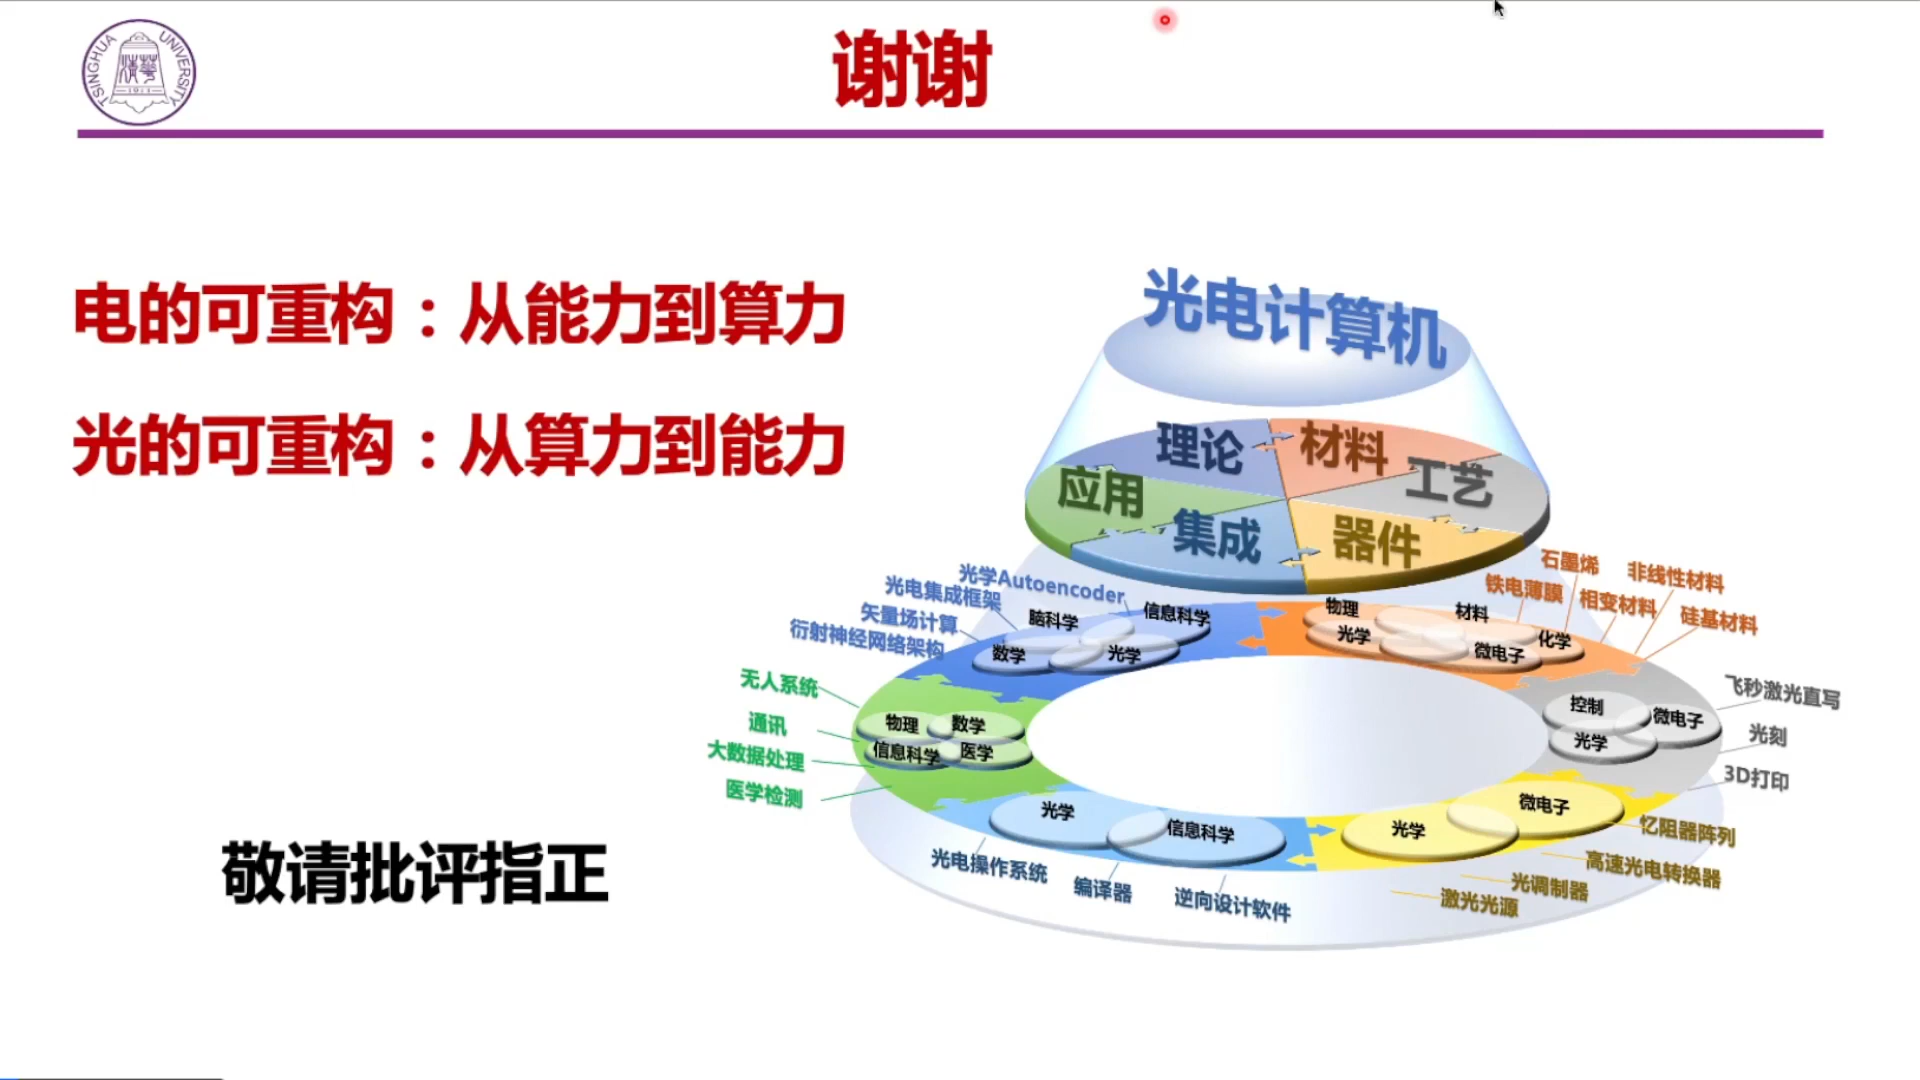 TSINGHUA UNIVERSITY
清華
1911
谢谢
电的可重构：从能力到算力
光的可重构：从算力到能力
敬请批评指正
光电计算机
理论
材料
应用
工艺
集成
器件
光学Autoencoder
光电集成框架
矢量场计算
衍射神经网络架构
脑科学
信息科学
数学
光学
石墨烯
非线性材料
铁电薄膜
相变材料
硅基材料
物理
材料
光学
微电子
化学
无人系统
通讯
大数据处理
医学检测
物理
数学
信息科学
医学
飞秒激光直写
光刻
3D打印
控制
微电子
光学
光学
信息科学
光电操作系统
编译器
逆向设计软件
微电子
光学
忆阻器阵列
高速光电转换器
光调制器
激光光源